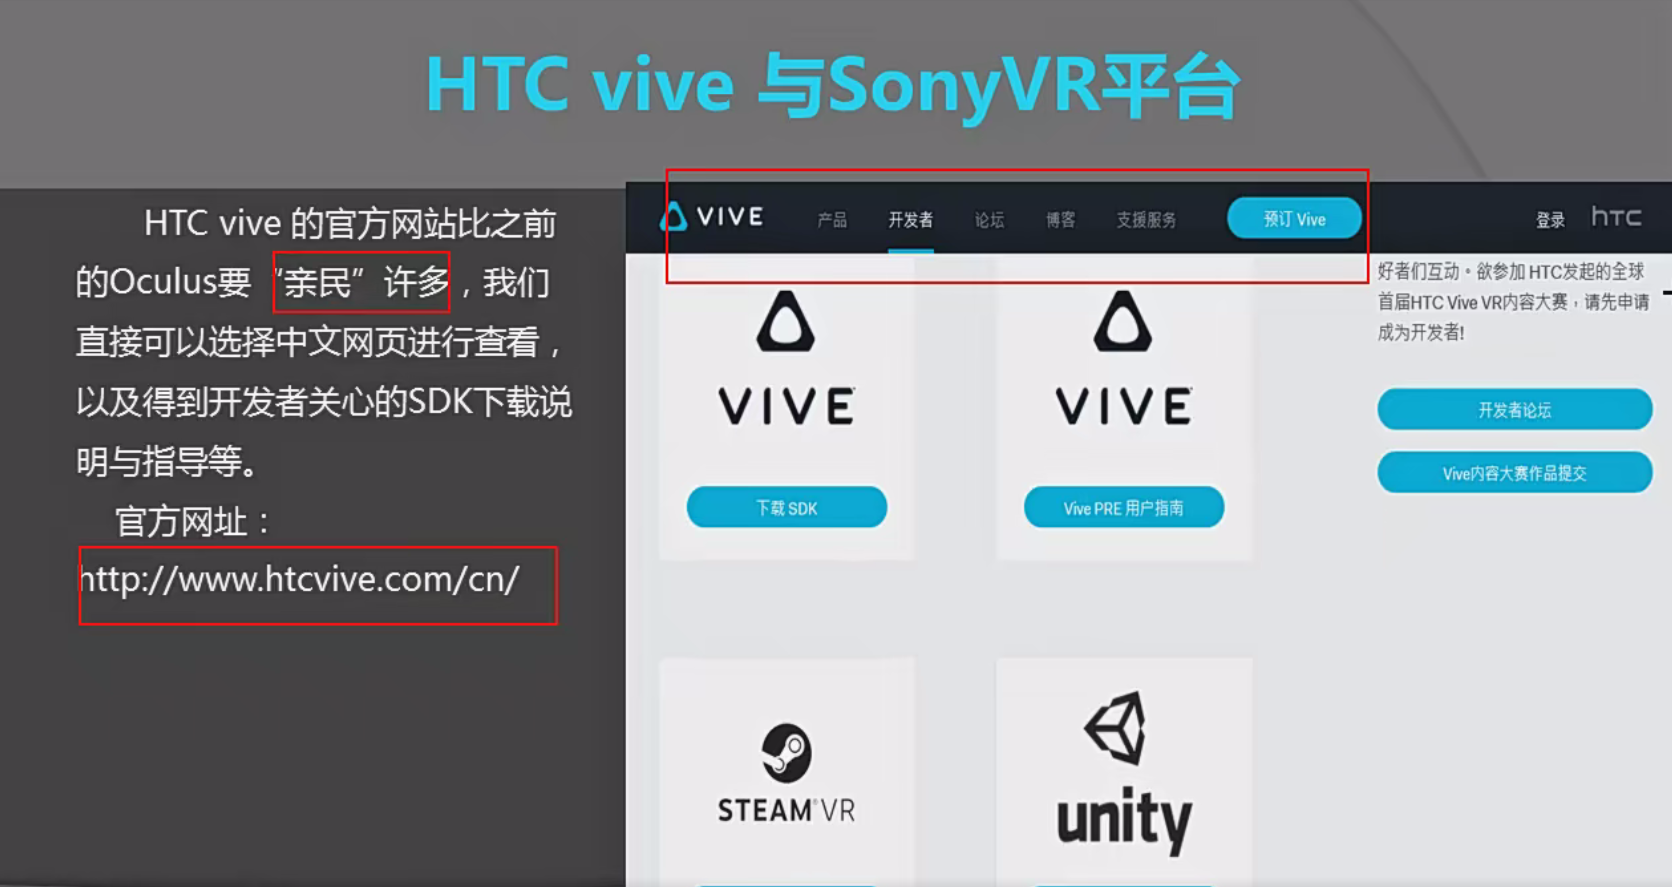 HTC vive 与SonyVR平台
HTC vive 的官方网站比之前
的Oculus要“亲民”许多，我们
直接可以选择中文网页进行查看，
以及得到开发者关心的SDK下载说
明与指导等。
官方网址：
http://www.htcvive.com/cn/
VIVE 产品 开发者 论坛 博客 支援服务 预订 Vive 登录 hTC
好者们互动。欲参加 HTC发起的全球
首届HTC Vive VR内容大赛，请先申请
成为开发者!
VIVE
VIVE
下载 SDK
Vive PRE 用户指南
开发者论坛
Vive内容大赛作品提交
STEAM®VR
unity